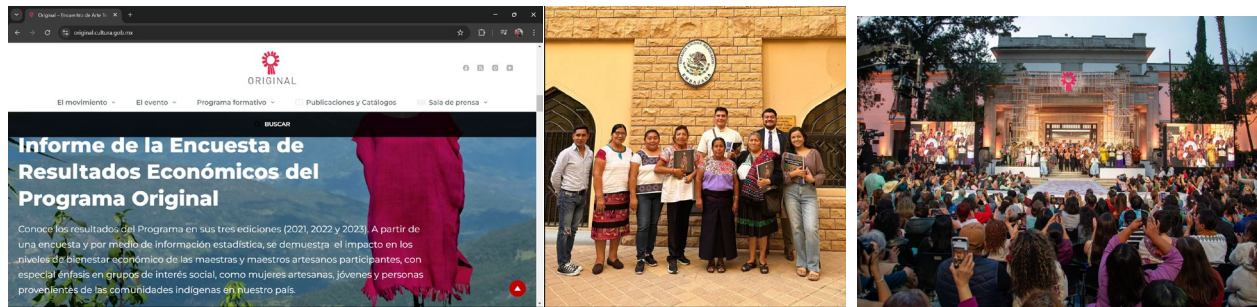 Original – Encuentro de Arte Te
original.cultura.gob.mx
ORIGINAL
El movimiento
El evento
Programa formativo
Publicaciones y Catálogos
Sala de prensa
BUSCAR
Informe de la Encuesta de
Resultados Económicos del
Programa Original
Conoce los resultados del Programa en sus tres ediciones (2021, 2022 y 2023). A partir de
una encuesta y por medio de información estadística, se demuestra el impacto en los
niveles de bienestar económico de las maestras y maestros artesanos participantes, con
especial énfasis en grupos de interés social, como mujeres artesanas, jóvenes y personas
provenientes de las comunidades indígenas en nuestro país.
EMBAJADA